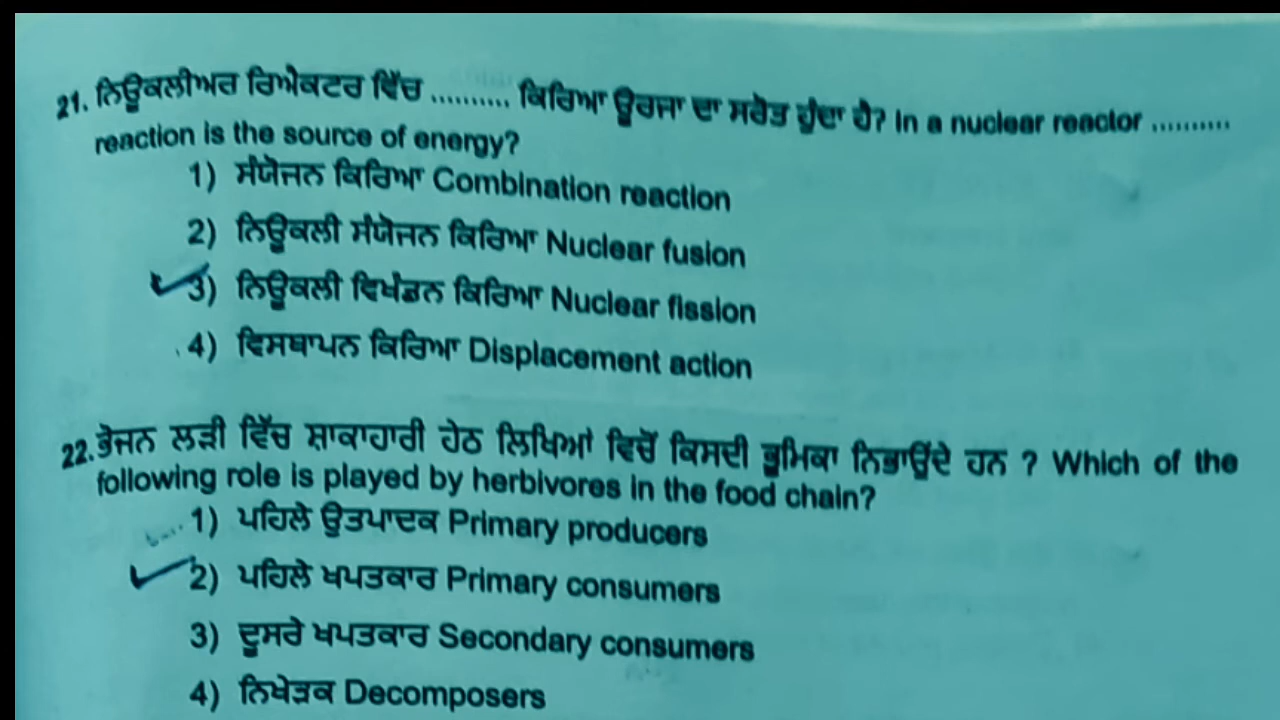 21. ਨਿਊਕਲੀਅਰ ਰਿਐਕਟਰ ਵਿੱਚ .......... ਕਿਰਿਆ ਊਰਜਾ ਦਾ ਸਰੋਤ ਹੁੰਦਾ ਹੈ? In a nuclear reactor ..........
reaction is the source of energy?
1) ਸੰਯੋਜਨ ਕਿਰਿਆ Combination reaction
2) ਨਿਊਕਲੀ ਸੰਯੋਜਨ ਕਿਰਿਆ Nuclear fusion
3) ਨਿਊਕਲੀ ਵਿਖੰਡਨ ਕਿਰਿਆ Nuclear fission
4) ਵਿਸਥਾਪਨ ਕਿਰਿਆ Displacement action
22. ਭੋਜਨ ਲੜੀ ਵਿੱਚ ਸ਼ਾਕਾਹਾਰੀ ਹੇਠ ਲਿਖਿਆਂ ਵਿਚੋਂ ਕਿਸਦੀ ਭੂਮਿਕਾ ਨਿਭਾਉਂਦੇ ਹਨ ? Which of the
following role is played by herbivores in the food chain?
1) ਪਹਿਲੇ ਉਤਪਾਦਕ Primary producers
2) ਪਹਿਲੇ ਖਪਤਕਾਰ Primary consumers
3) ਦੂਸਰੇ ਖਪਤਕਾਰ Secondary consumers
4) ਨਿਖੇੜਕ Decomposers